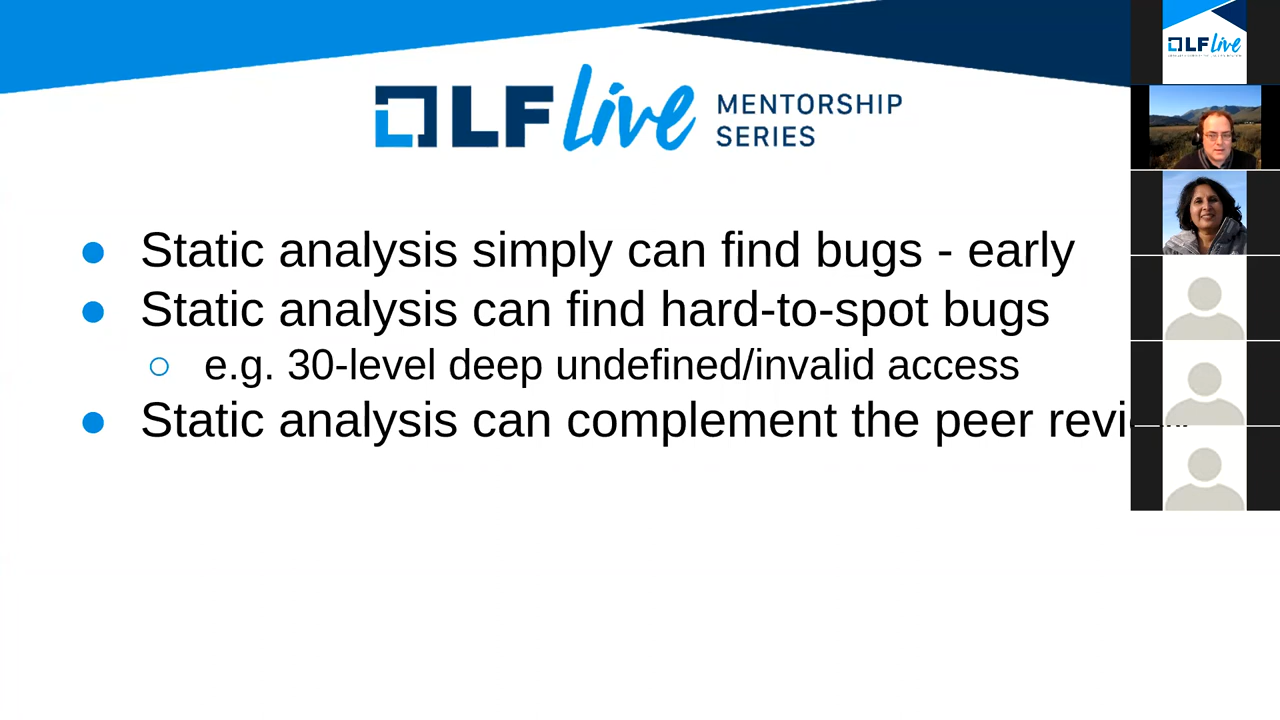 LF Live MENTORSHIP
SERIES
LF Live
Static analysis simply can find bugs - early
Static analysis can find hard-to-spot bugs
e.g. 30-level deep undefined/invalid access
Static analysis can complement the peer